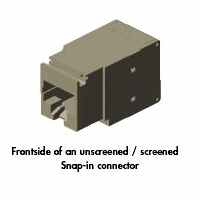 Frontside of an unscreened / screened
Snap-in connector